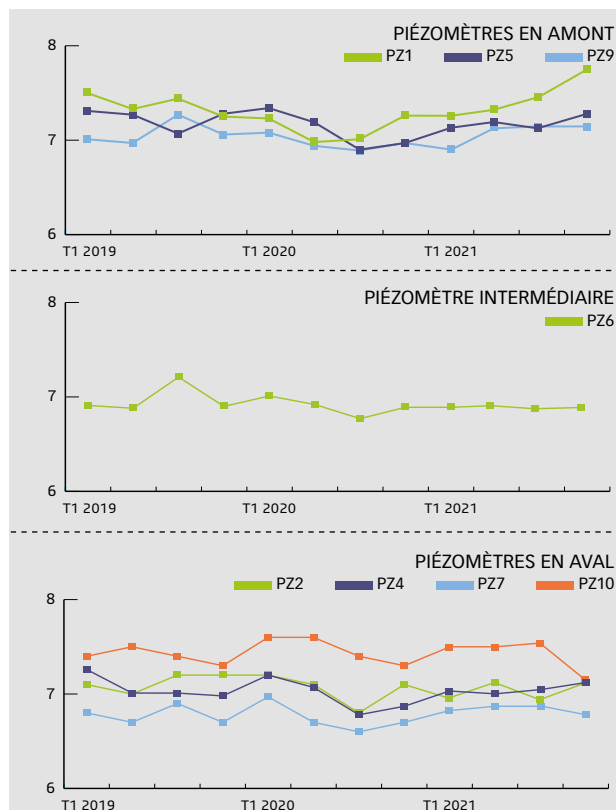 PIÉZOMÈTRES EN AMONT
PZ1 PZ5 PZ9
8
7
6
T1 2019 T1 2020 T1 2021
PIÉZOMÈTRE INTERMÉDIAIRE
PZ6
8
7
6
T1 2019 T1 2020 T1 2021
PIÉZOMÈTRES EN AVAL
PZ2 PZ4 PZ7 PZ10
8
7
6
T1 2019 T1 2020 T1 2021